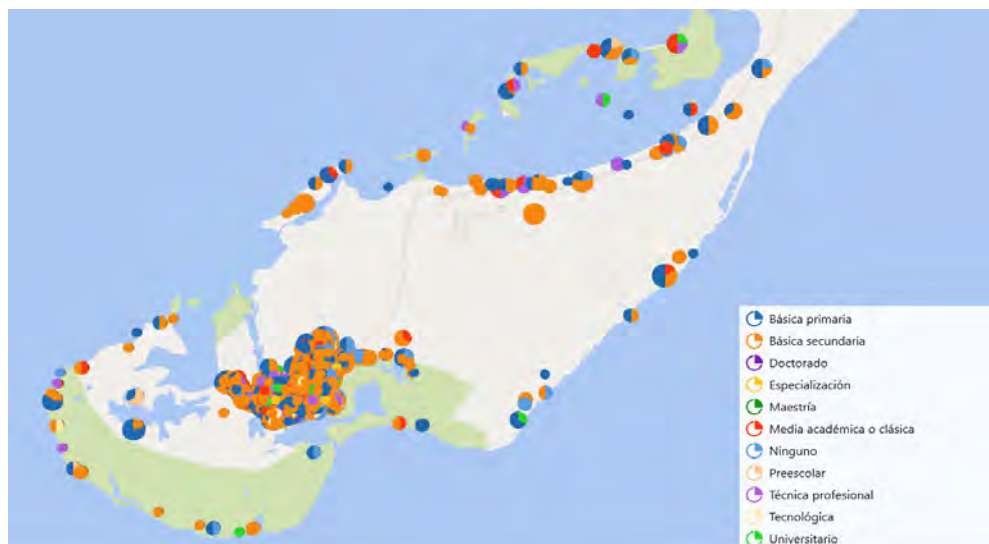 Básica primaria
Básica secundaria
Doctorado
Especialización
Maestría
Media académica o clásica
Ninguno
Preescolar
Técnica profesional
Tecnológica
Universitario